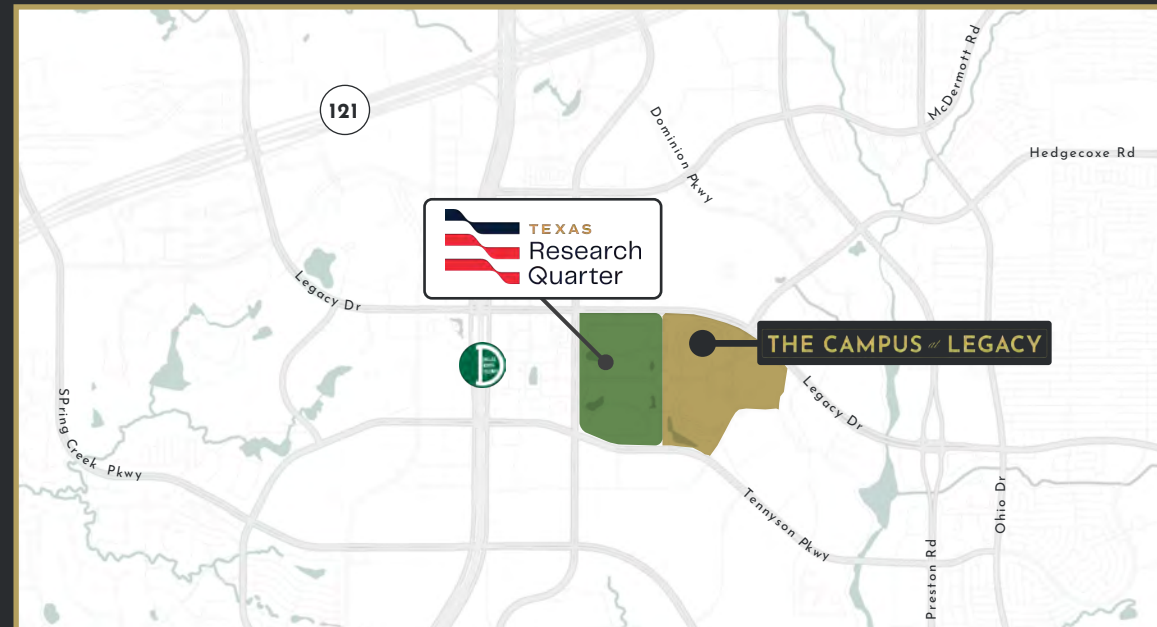 McDermott Rd
121
Dominion Pkwy
Hedgecoxe Rd
TEXAS
Research
Quarter
Legacy Dr
THE CAMPUS at LEGACY
D
Legacy Dr
SPring Creek Pkwy
Tennyson Pkwy
Ohio Dr
Preston Rd